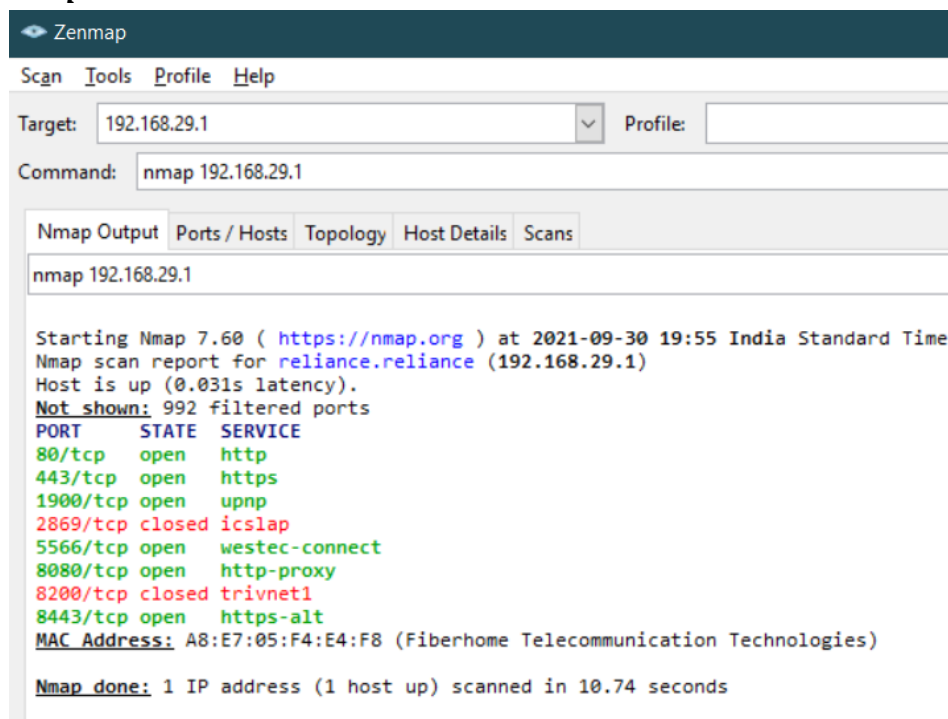 Zenmap
Scan Tools Profile Help
Target: 192.168.29.1 Profile:
Command: nmap 192.168.29.1
Nmap Output Ports / Hosts Topology Host Details Scans
nmap 192.168.29.1
Starting Nmap 7.60 ( https://nmap.org ) at 2021-09-30 19:55 India Standard Time
Nmap scan report for reliance.reliance (192.168.29.1)
Host is up (0.031s latency).
Not shown: 992 filtered ports
PORT STATE SERVICE
80/tcp open http
443/tcp open https
1900/tcp open upnp
2869/tcp closed icslap
5566/tcp open westec-connect
8080/tcp open http-proxy
8200/tcp closed trivnet1
8443/tcp open https-alt
MAC Address: A8:E7:05:F4:E4:F8 (Fiberhome Telecommunication Technologies)
Nmap done: 1 IP address (1 host up) scanned in 10.74 seconds